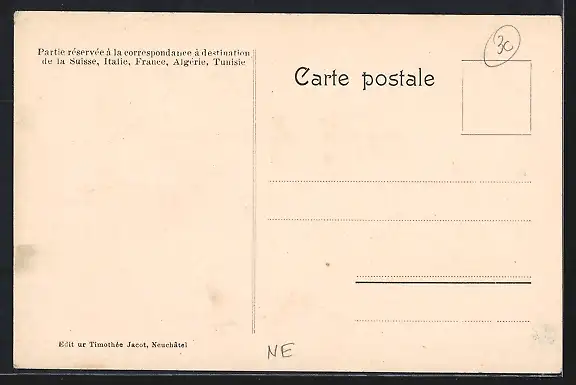 Partie réservée à la correspondance à destination
de la Suisse, Italie, France, Algérie, Tunisie
Carte postale
3c
Edit ur Timothée Jacot, Neuchâtel
NE